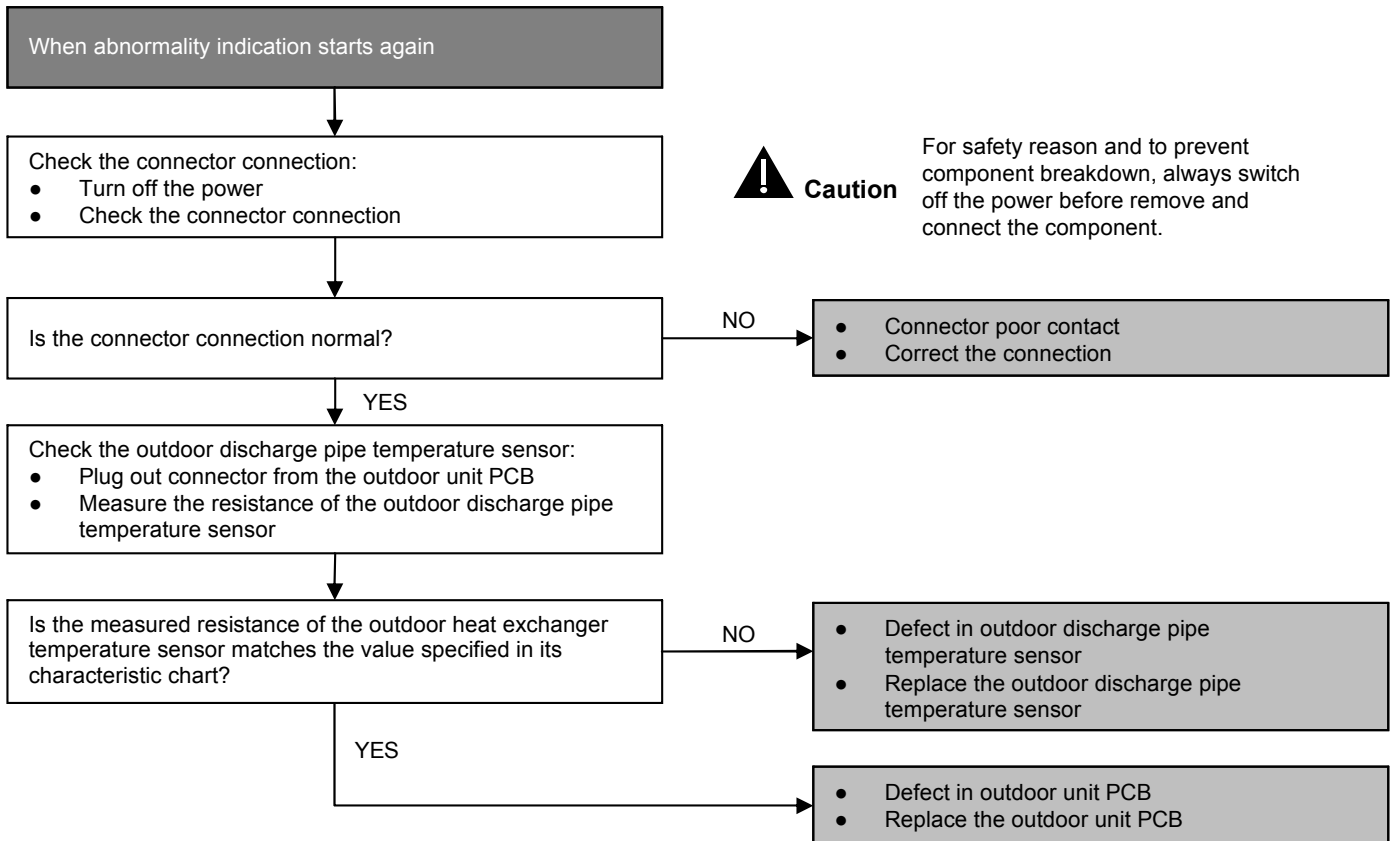 When abnormality indication starts again
Check the connector connection:
● Turn off the power
● Check the connector connection
Caution
For safety reason and to prevent
component breakdown, always switch
off the power before remove and
connect the component.
Is the connector connection normal?
NO
● Connector poor contact
● Correct the connection
YES
Check the outdoor discharge pipe temperature sensor:
● Plug out connector from the outdoor unit PCB
● Measure the resistance of the outdoor discharge pipe
temperature sensor
Is the measured resistance of the outdoor heat exchanger
temperature sensor matches the value specified in its
characteristic chart?
NO
● Defect in outdoor discharge pipe
temperature sensor
● Replace the outdoor discharge pipe
temperature sensor
YES
● Defect in outdoor unit PCB
● Replace the outdoor unit PCB